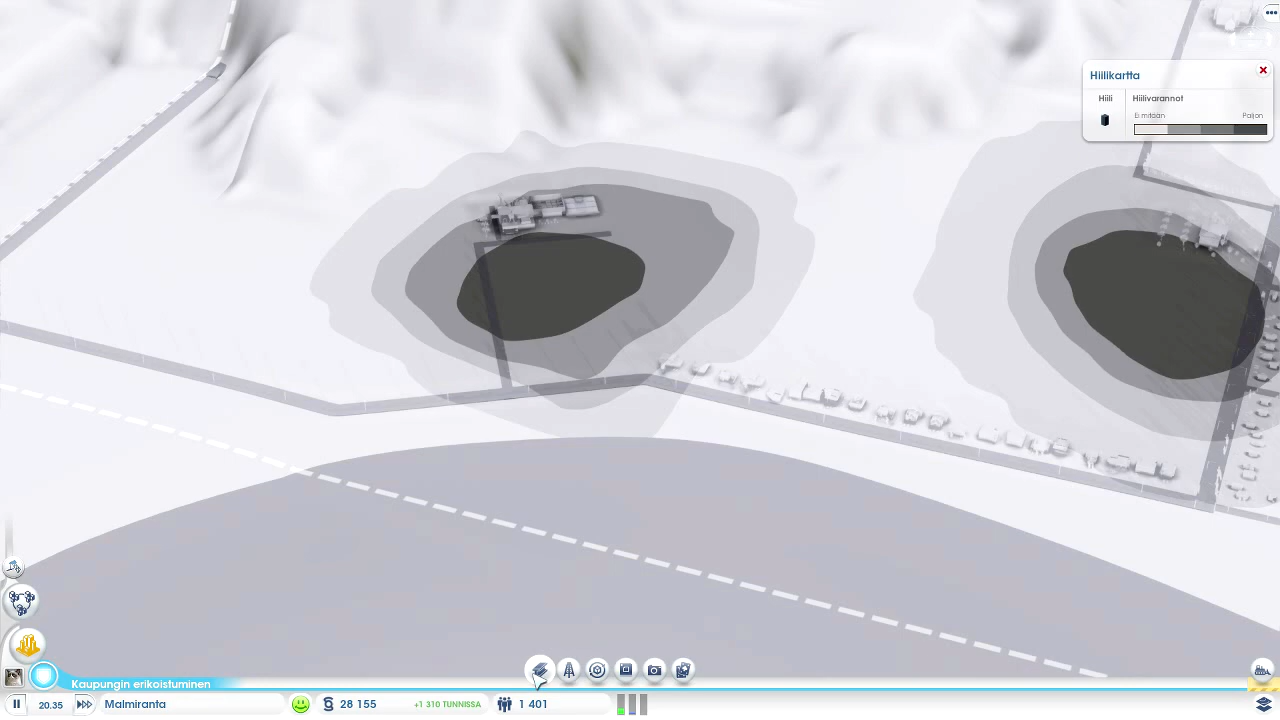 Hiilikartta
Hiili
Hiilivarannot
Ei mitään
Paljon
Kaupungin erikoistuminen
20.35
Malmiranta
28 155
+1 310 TUNNISSA
1 401